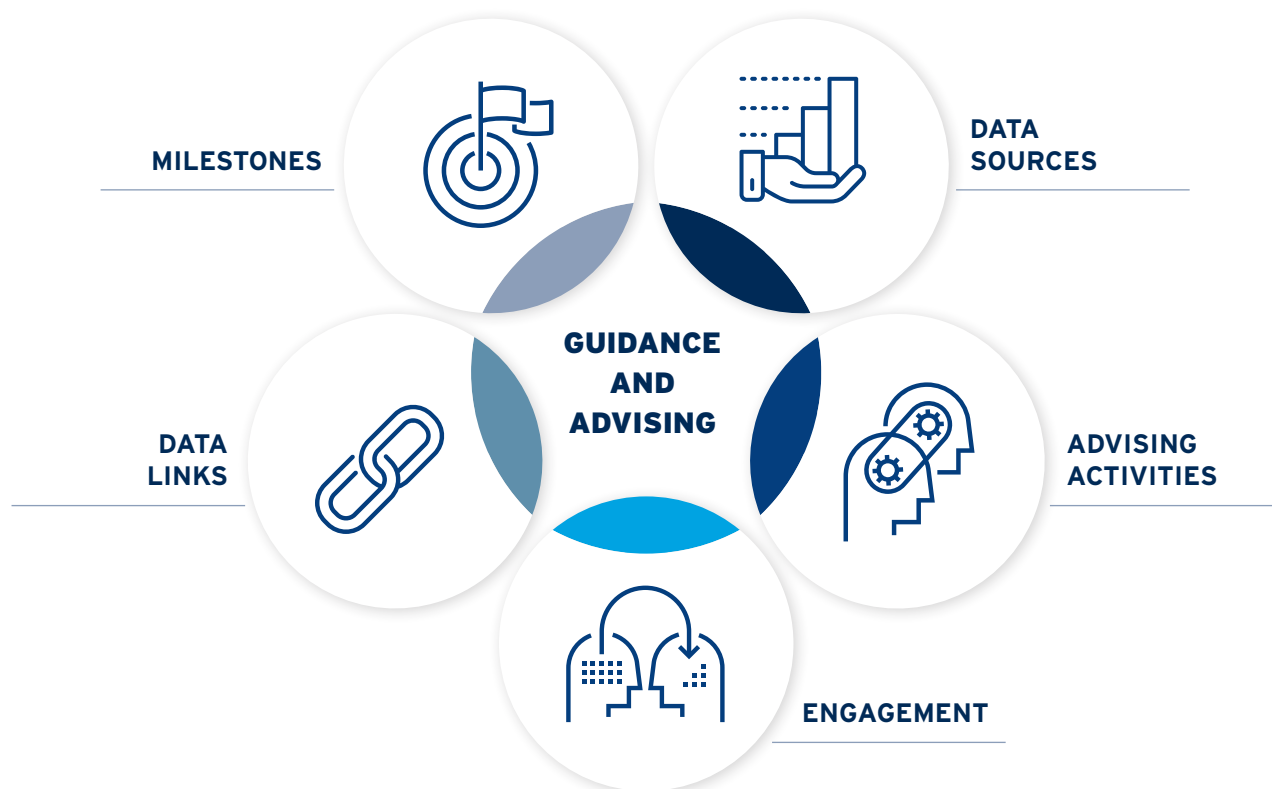 MILESTONES
DATA
SOURCES
GUIDANCE
AND
ADVISING
DATA
LINKS
ADVISING
ACTIVITIES
ENGAGEMENT